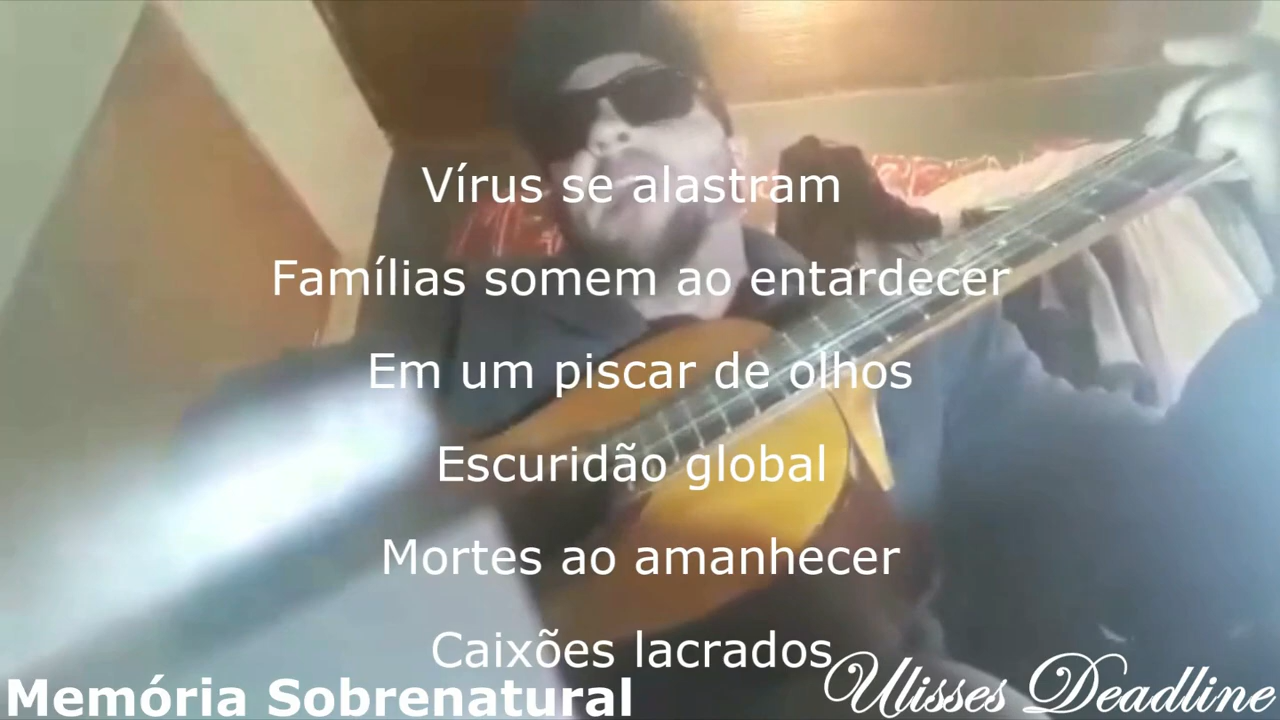 Vírus se alastram
Famílias somem ao entardecer
Em um piscar de olhos
Escuridão global
Mortes ao amanhecer
Caixões lacrados
Memória Sobrenatural
Ulisses Deadline